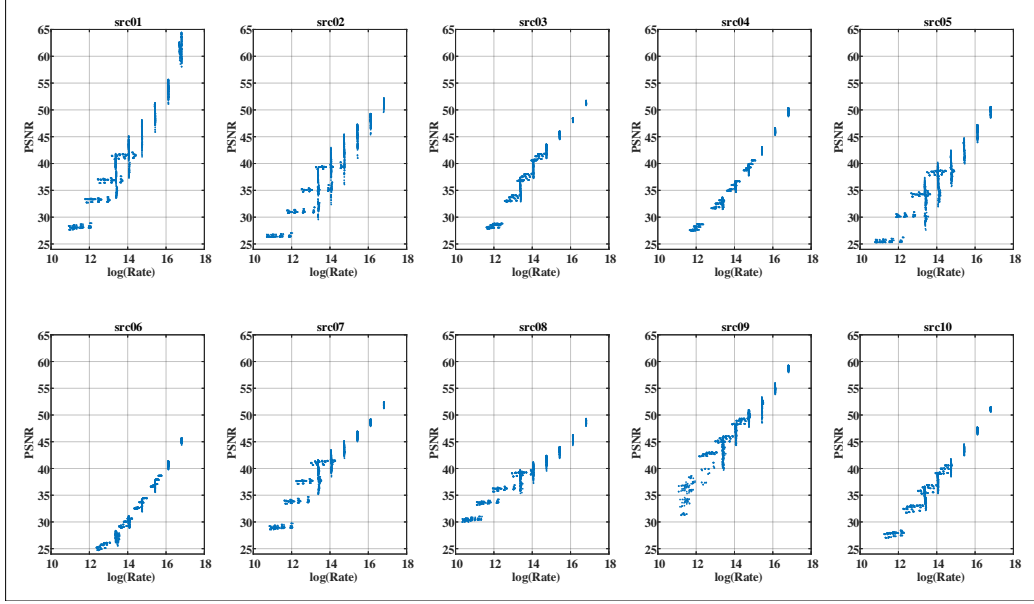 src01 src02 src03 src04 src05
65 65 65 65 65
60 60 60 60 60
55 55 55 55 55
50 50 50 50 50
PSNR PSNR PSNR PSNR PSNR
45 45 45 45 45
40 40 40 40 40
35 35 35 35 35
30 30 30 30 30
25 25 25 25 25
10 12 14 16 18 10 12 14 16 18 10 12 14 16 18 10 12 14 16 18 10 12 14 16 18
log(Rate) log(Rate) log(Rate) log(Rate) log(Rate)
src06 src07 src08 src09 src10
65 65 65 65 65
60 60 60 60 60
55 55 55 55 55
50 50 50 50 50
PSNR PSNR PSNR PSNR PSNR
45 45 45 45 45
40 40 40 40 40
35 35 35 35 35
30 30 30 30 30
25 25 25 25 25
10 12 14 16 18 10 12 14 16 18 10 12 14 16 18 10 12 14 16 18 10 12 14 16 18
log(Rate) log(Rate) log(Rate) log(Rate) log(Rate)